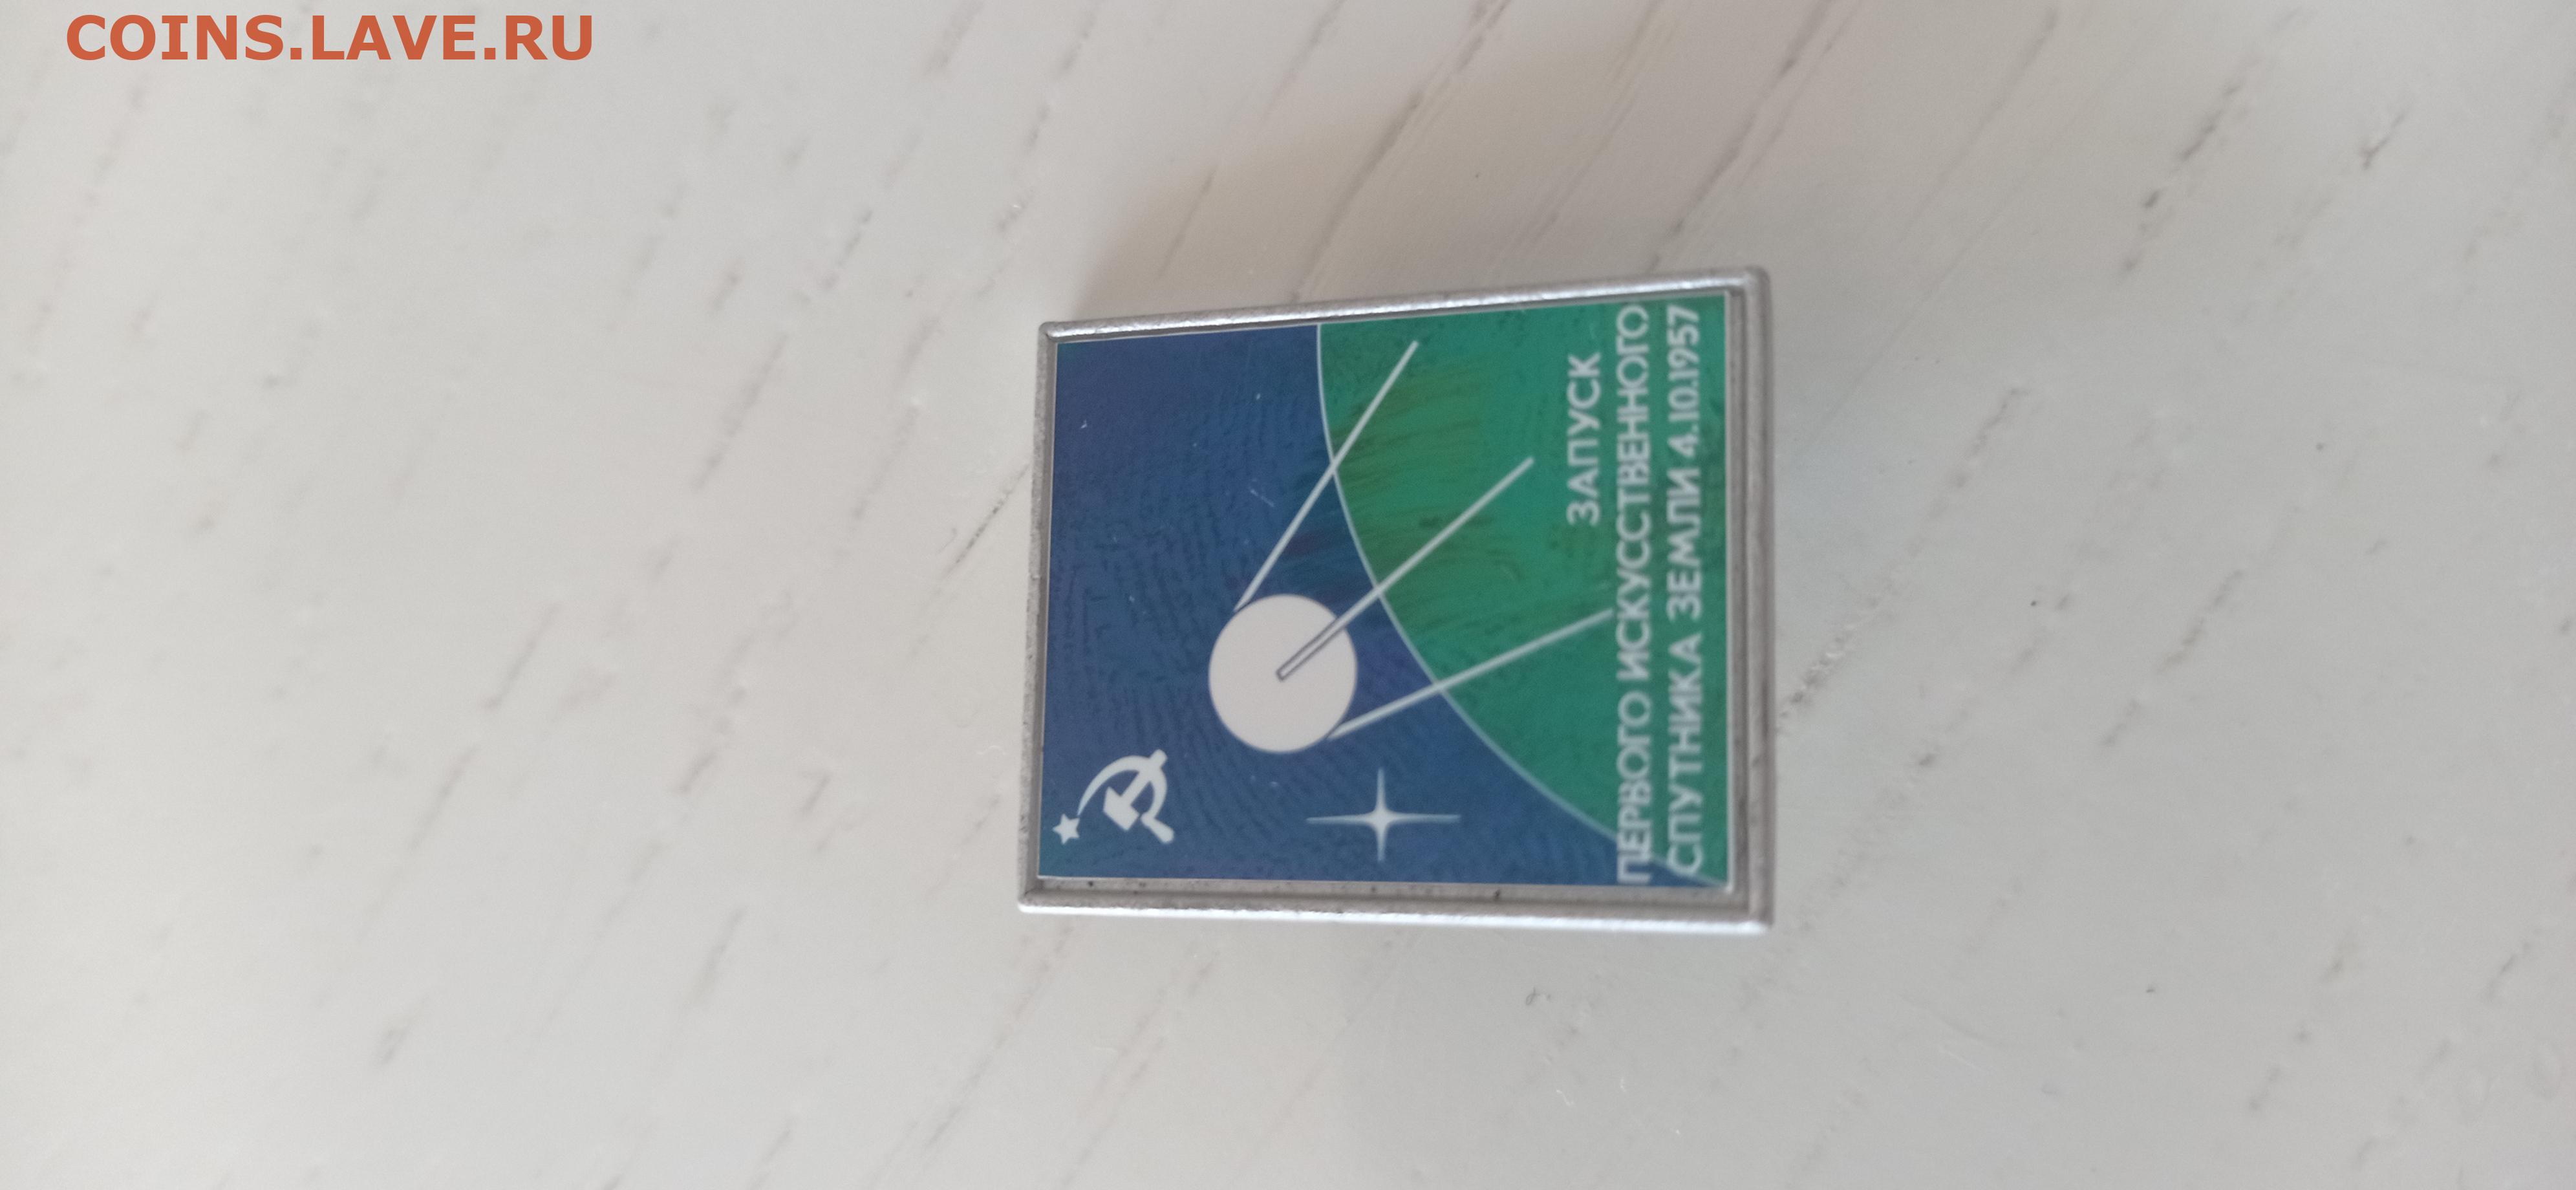 COINS.LAVE.RU
ЗАПУСК
ПЕРВОГО ИСКУССТВЕННОГО
СПУТНИКА ЗЕМЛИ 4.10.1957